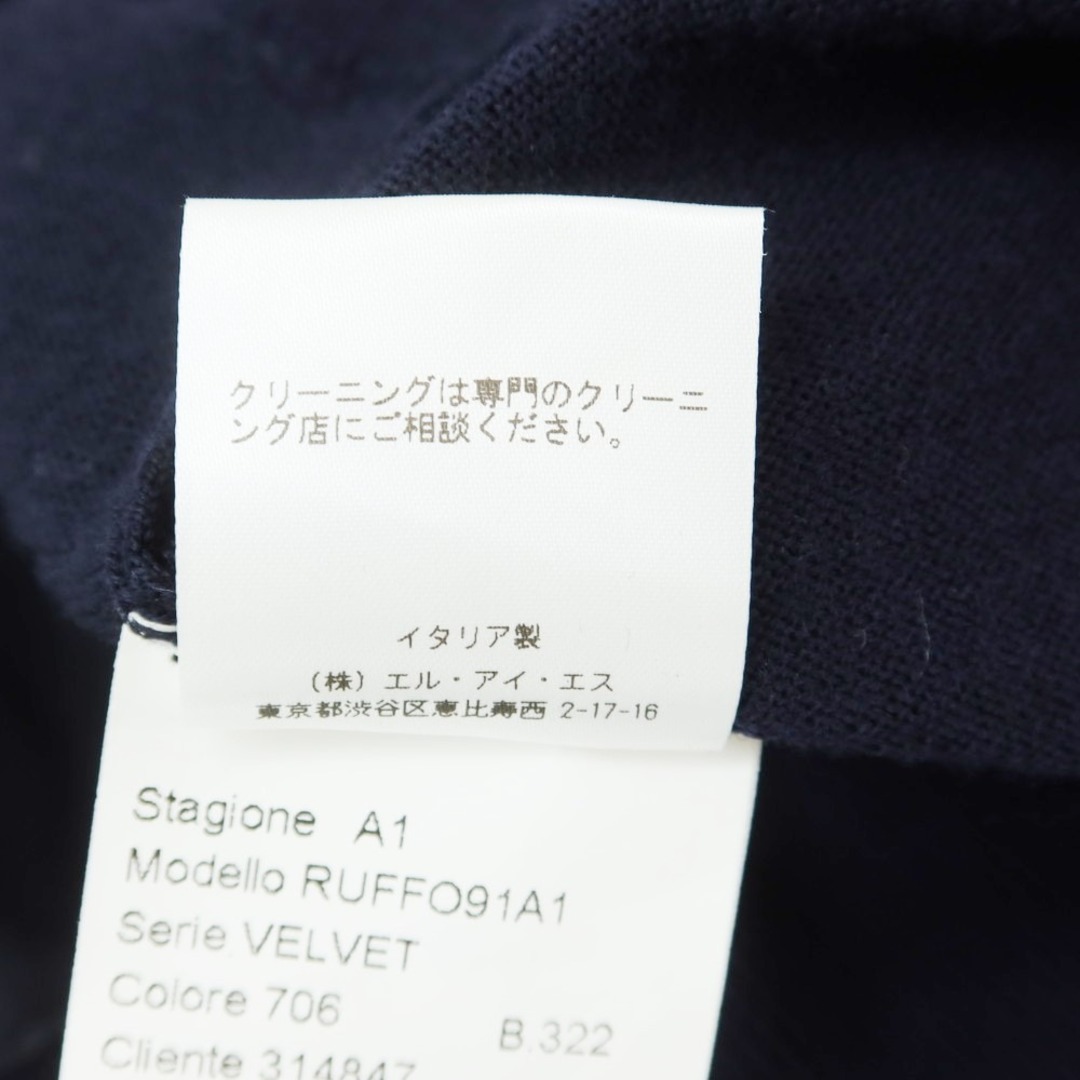 クリーニングは専門のクリーニ
ング店にご相談ください。
イタリア製
(株) エル・アイ・エス
東京都渋谷区恵比寿西 2-17-16
Stagione A1
Modello RUFFO91A1
Serie VELVET
Colore 706 B.322
Cliente 314847